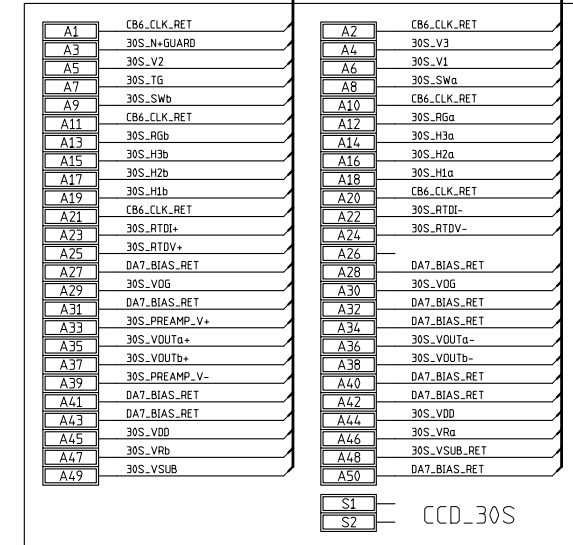 A1 CB6_CLK_RET
A3 30S_N+GUARD
A5 30S_V2
A7 30S_TG
A9 30S_SWb
A11 CB6_CLK_RET
A13 30S_RGb
A15 30S_H3b
A17 30S_H2b
A19 30S_H1b
A21 CB6_CLK_RET
A23 30S_RTDI+
A25 30S_RTDV+
A27 DA7_BIAS_RET
A29 30S_VOG
A31 DA7_BIAS_RET
A33 30S_PREAMP_V+
A35 30S_VOUTa+
A37 30S_VOUTb+
A39 30S_PREAMP_V-
A41 DA7_BIAS_RET
A43 DA7_BIAS_RET
A45 30S_VDD
A47 30S_VRb
A49 30S_VSUB
A2 CB6_CLK_RET
A4 30S_V3
A6 30S_V1
A8 30S_SWa
A10 CB6_CLK_RET
A12 30S_RGa
A14 30S_H3a
A16 30S_H2a
A18 30S_H1a
A20 CB6_CLK_RET
A22 30S_RTDI-
A24 30S_RTDV-
A26
A28 DA7_BIAS_RET
A30 30S_VOG
A32 DA7_BIAS_RET
A34 DA7_BIAS_RET
A36 30S_VOUTa-
A38 30S_VOUTb-
A40 DA7_BIAS_RET
A42 DA7_BIAS_RET
A44 30S_VDD
A46 30S_VRa
A48 30S_VSUB_RET
A50 DA7_BIAS_RET
S1
S2
CCD_30S